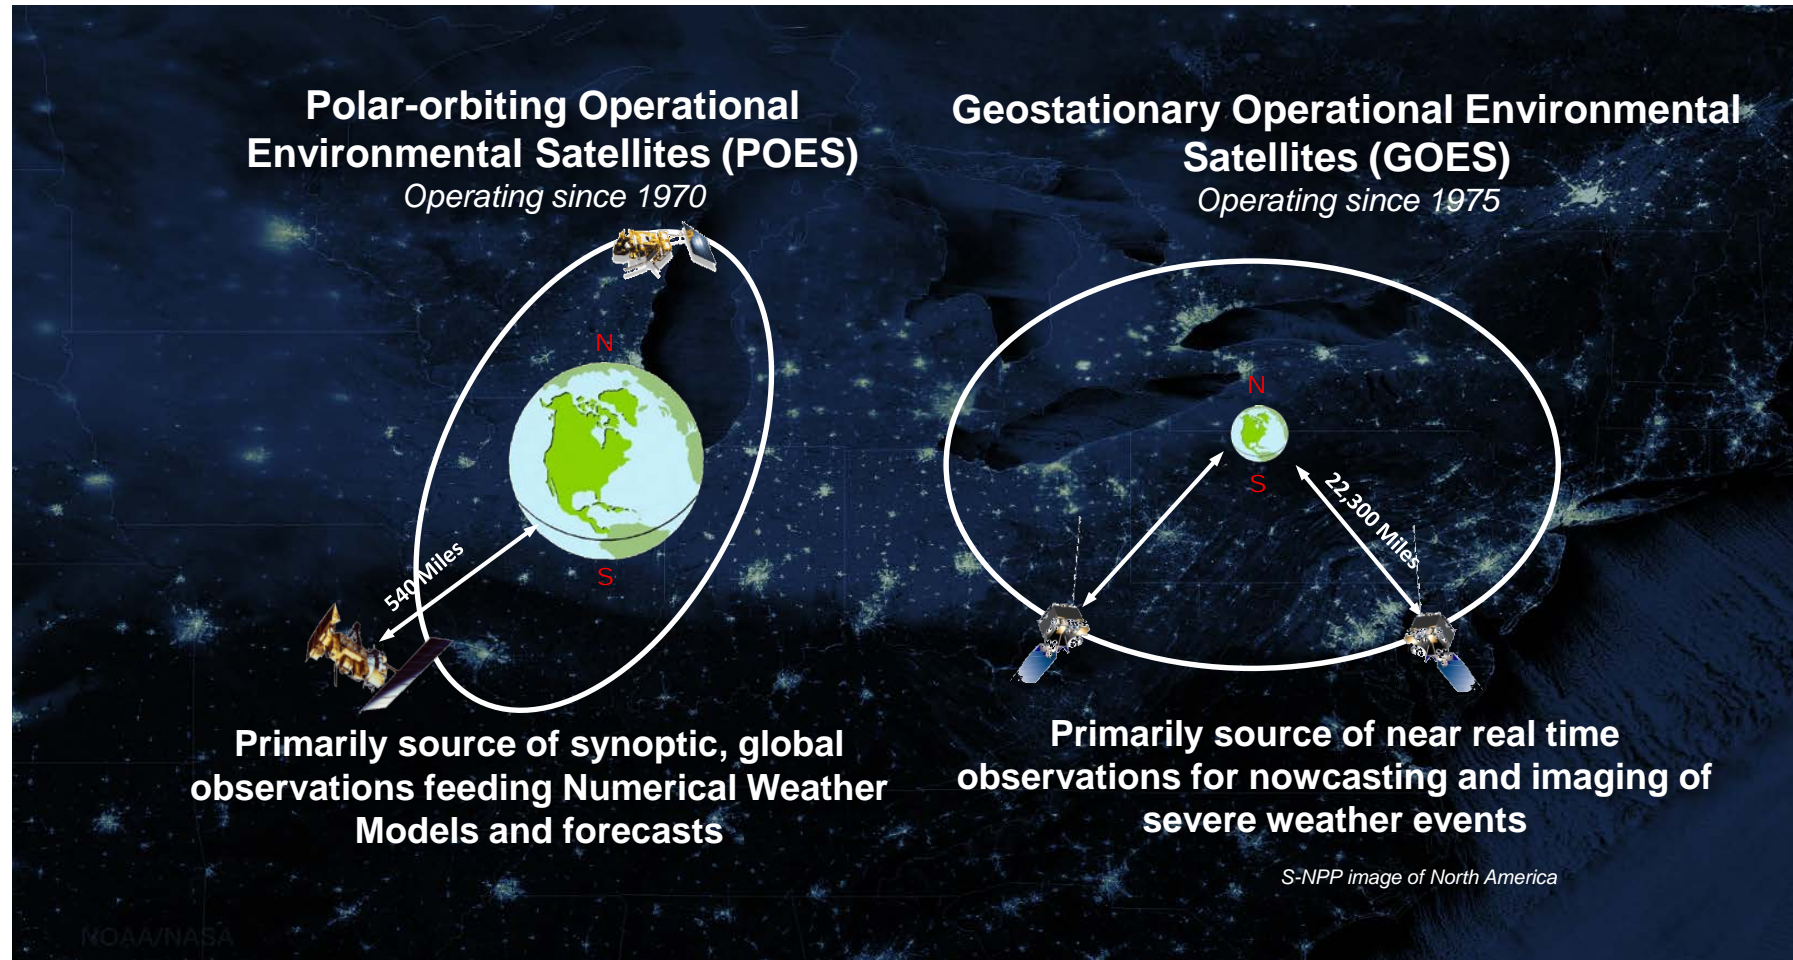 Polar-orbiting Operational
Environmental Satellites (POES)
Operating since 1970
N
S
540 Miles
Primarily source of synoptic, global
observations feeding Numerical Weather
Models and forecasts
Geostationary Operational Environmental
Satellites (GOES)
Operating since 1975
N
S
22,300 Miles
Primarily source of near real time
observations for nowcasting and imaging of
severe weather events
S-NPP image of North America
NOAA/NASA